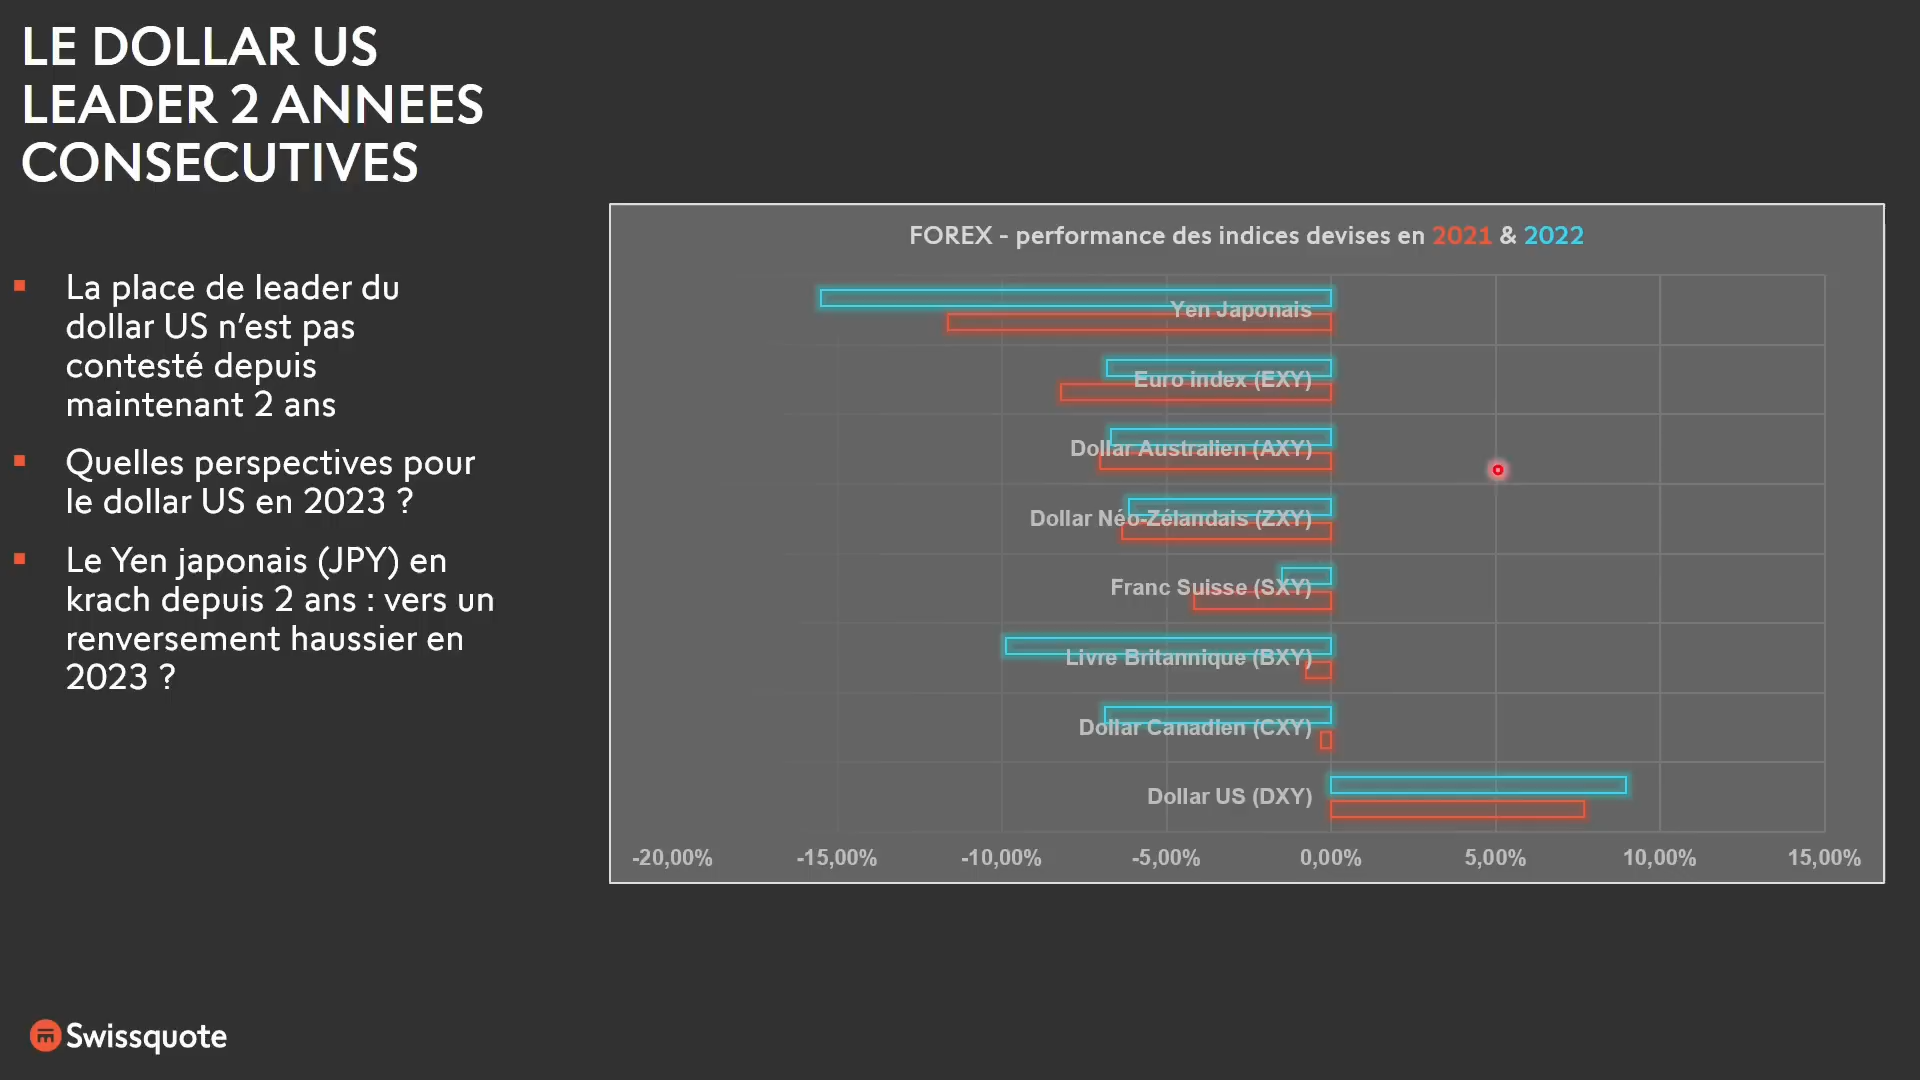 LE DOLLAR US
LEADER 2 ANNEES
CONSECUTIVES
La place de leader du
dollar US n’est pas
contesté depuis
maintenant 2 ans
Quelles perspectives pour
le dollar US en 2023 ?
Le Yen japonais (JPY) en
krach depuis 2 ans : vers un
renversement haussier en
2023 ?
FOREX - performance des indices devises en 2021 & 2022
Yen Japonais
Euro index (EXY)
Dollar Australien (AXY)
Dollar Néo-Zélandais (ZXY)
Franc Suisse (SXY)
Livre Britannique (BXY)
Dollar Canadien (CXY)
Dollar US (DXY)
-20,00% -15,00% -10,00% -5,00% 0,00% 5,00% 10,00% 15,00%
Swissquote